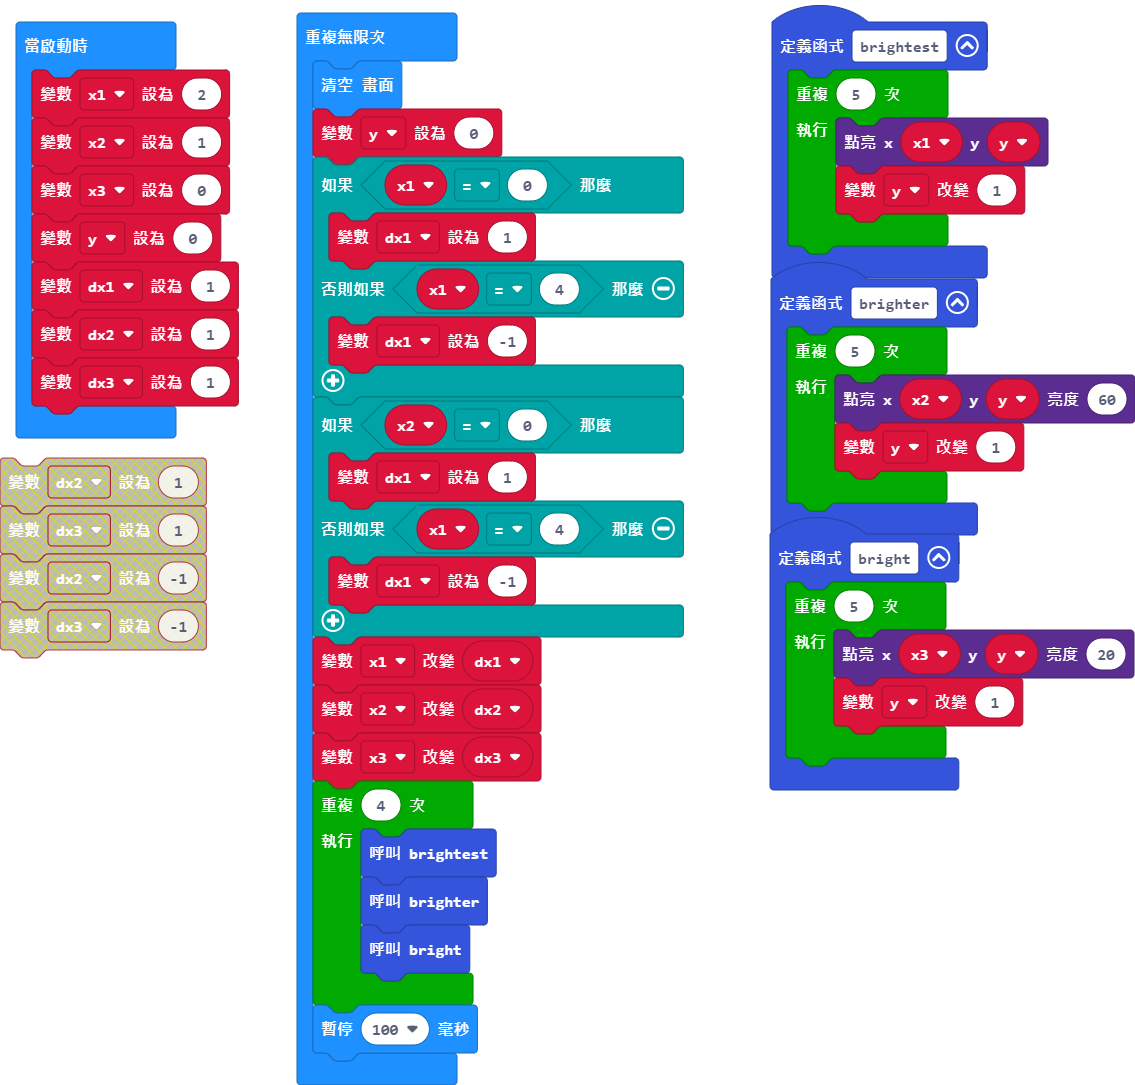 當啟動時
變數 x1 設為 2
變數 x2 設為 1
變數 x3 設為 0
變數 y 設為 0
變數 dx1 設為 1
變數 dx2 設為 1
變數 dx3 設為 1
變數 dx2 設為 1
變數 dx3 設為 1
變數 dx2 設為 -1
變數 dx3 設為 -1
重複無限次
清空 畫面
變數 y 設為 0
如果 x1 = 0 那麼
變數 dx1 設為 1
否則如果 x1 = 4 那麼
變數 dx1 設為 -1
如果 x2 = 0 那麼
變數 dx1 設為 1
否則如果 x1 = 4 那麼
變數 dx1 設為 -1
變數 x1 改變 dx1
變數 x2 改變 dx2
變數 x3 改變 dx3
重複 4 次
執行
呼叫 brightest
呼叫 brighter
呼叫 bright
暫停 100 毫秒
定義函式 brightest
重複 5 次
執行
點亮 x x1 y y
變數 y 改變 1
定義函式 brighter
重複 5 次
執行
點亮 x x2 y y 亮度 60
變數 y 改變 1
定義函式 bright
重複 5 次
執行
點亮 x x3 y y 亮度 20
變數 y 改變 1